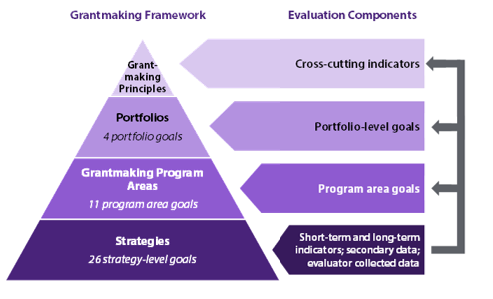 Grantmaking Framework
Evaluation Components
Grant-
making
Principles
Cross-cutting indicators
Portfolios
4 portfolio goals
Portfolio-level goals
Grantmaking Program
Areas
11 program area goals
Program area goals
Strategies
26 strategy-level goals
Short-term and long-term
indicators; secondary data;
evaluator collected data